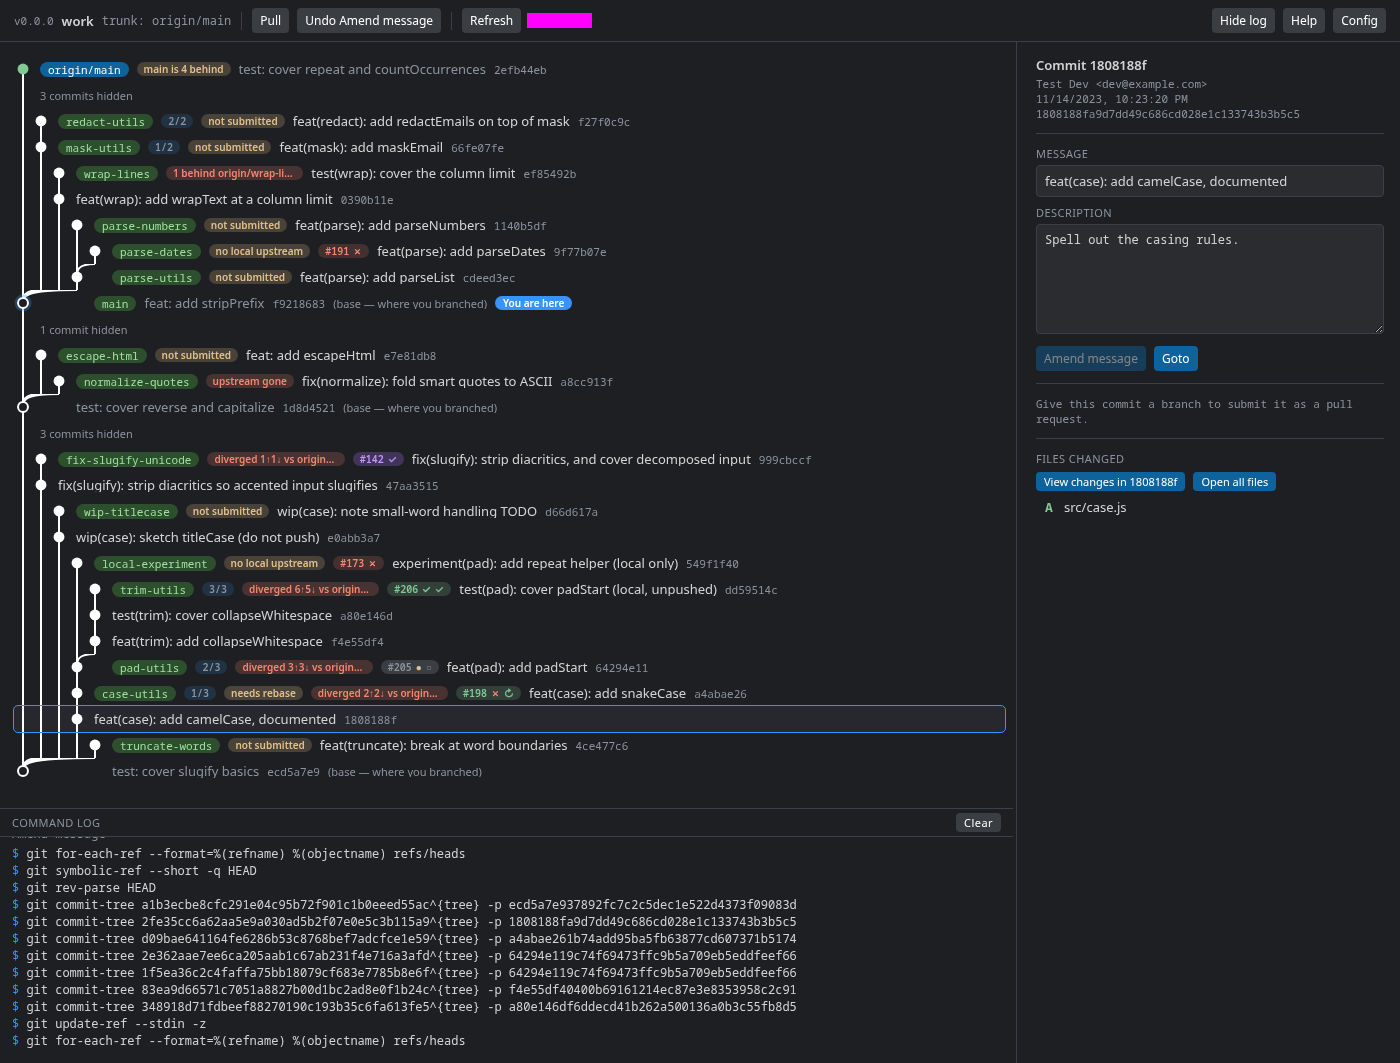 v0.0.0 work trunk: origin/main Pull Undo Amend message Refresh Hide log Help Config
origin/main main is 4 behind test: cover repeat and countOccurrences 2efb44eb
3 commits hidden
redact-utils 2/2 not submitted feat(redact): add redactEmails on top of mask f27f0c9c
mask-utils 1/2 not submitted feat(mask): add maskEmail 66fe07fe
wrap-lines 1 behind origin/wrap-li... test(wrap): cover the column limit ef85492b
feat(wrap): add wrapText at a column limit 0390b11e
parse-numbers not submitted feat(parse): add parseNumbers 1140b5df
parse-dates no local upstream #191 × feat(parse): add parseDates 9f77b07e
parse-utils not submitted feat(parse): add parseList cdeed3ec
main feat: add stripPrefix f9218683 (base — where you branched) You are here
1 commit hidden
escape-html not submitted feat: add escapeHtml e7e81db8
normalize-quotes upstream gone fix(normalize): fold smart quotes to ASCII a8cc913f
test: cover reverse and capitalize 1d8d4521 (base — where you branched)
3 commits hidden
fix-slugify-unicode diverged 1↑1↓ vs origin... #142 ✓ fix(slugify): strip diacritics, and cover decomposed input 999cbccf
fix(slugify): strip diacritics so accented input slugifies 47aa3515
wip-titlecase not submitted wip(case): note small-word handling TODO d66d617a
wip(case): sketch titleCase (do not push) e0abb3a7
local-experiment no local upstream #173 × experiment(pad): add repeat helper (local only) 549f1f40
trim-utils 3/3 diverged 6↑5↓ vs origin... #206 ✓ ✓ test(pad): cover padStart (local, unpushed) dd59514c
test(trim): cover collapseWhitespace a80e146d
feat(trim): add collapseWhitespace f4e55df4
pad-utils 2/3 diverged 3↑3↓ vs origin... #205 ● ○ feat(pad): add padStart 64294e11
case-utils 1/3 needs rebase diverged 2↑2↓ vs origin... #198 × ↻ feat(case): add snakeCase a4abae26
feat(case): add camelCase, documented 1808188f
truncate-words not submitted feat(truncate): break at word boundaries 4ce477c6
test: cover slugify basics ecd5a7e9 (base — where you branched)
COMMAND LOG Clear
$ git for-each-ref --format=%(refname) %(objectname) refs/heads
$ git symbolic-ref --short -q HEAD
$ git rev-parse HEAD
$ git commit-tree a1b3ecbe8cfc291e04c95b72f901c1b0eeed55ac^{tree} -p ecd5a7e937892fc7c2c5dec1e522d4373f09083d
$ git commit-tree 2fe35cc6a62aa5e9a030ad5b2f07e0e5c3b115a9^{tree} -p 1808188fa9d7dd49c686cd028e1c133743b3b5c5
$ git commit-tree d09bae641164fe6286b53c8768bef7adcfce1e59^{tree} -p a4abae261b74add95ba5fb63877cd607371b5174
$ git commit-tree 2e362aae7ee6ca205aab1c67ab231f4e716a3afd^{tree} -p 64294e119c74f69473ffc9b5a709eb5eddfeef66
$ git commit-tree 1f5ea36c2c4faffa75bb18079cf683e7785b8e6f^{tree} -p 64294e119c74f69473ffc9b5a709eb5eddfeef66
$ git commit-tree 83ea9d66571c7051a8827b00d1bc2ad8e0f1b24c^{tree} -p f4e55df40400b69161214ec87e3e8353958c2c91
$ git commit-tree 348918d71fdbeef88270190c193b35c6fa613fe5^{tree} -p a80e146df6ddecd41b262a500136a0b3c55fb8d5
$ git update-ref --stdin -z
$ git for-each-ref --format=%(refname) %(objectname) refs/heads
Commit 1808188f
Test Dev <dev@example.com>
11/14/2023, 10:23:20 PM
1808188fa9d7dd49c686cd028e1c133743b3b5c5
MESSAGE
feat(case): add camelCase, documented
DESCRIPTION
Spell out the casing rules.
Amend message Goto
Give this commit a branch to submit it as a pull
request.
FILES CHANGED
View changes in 1808188f Open all files
A src/case.js